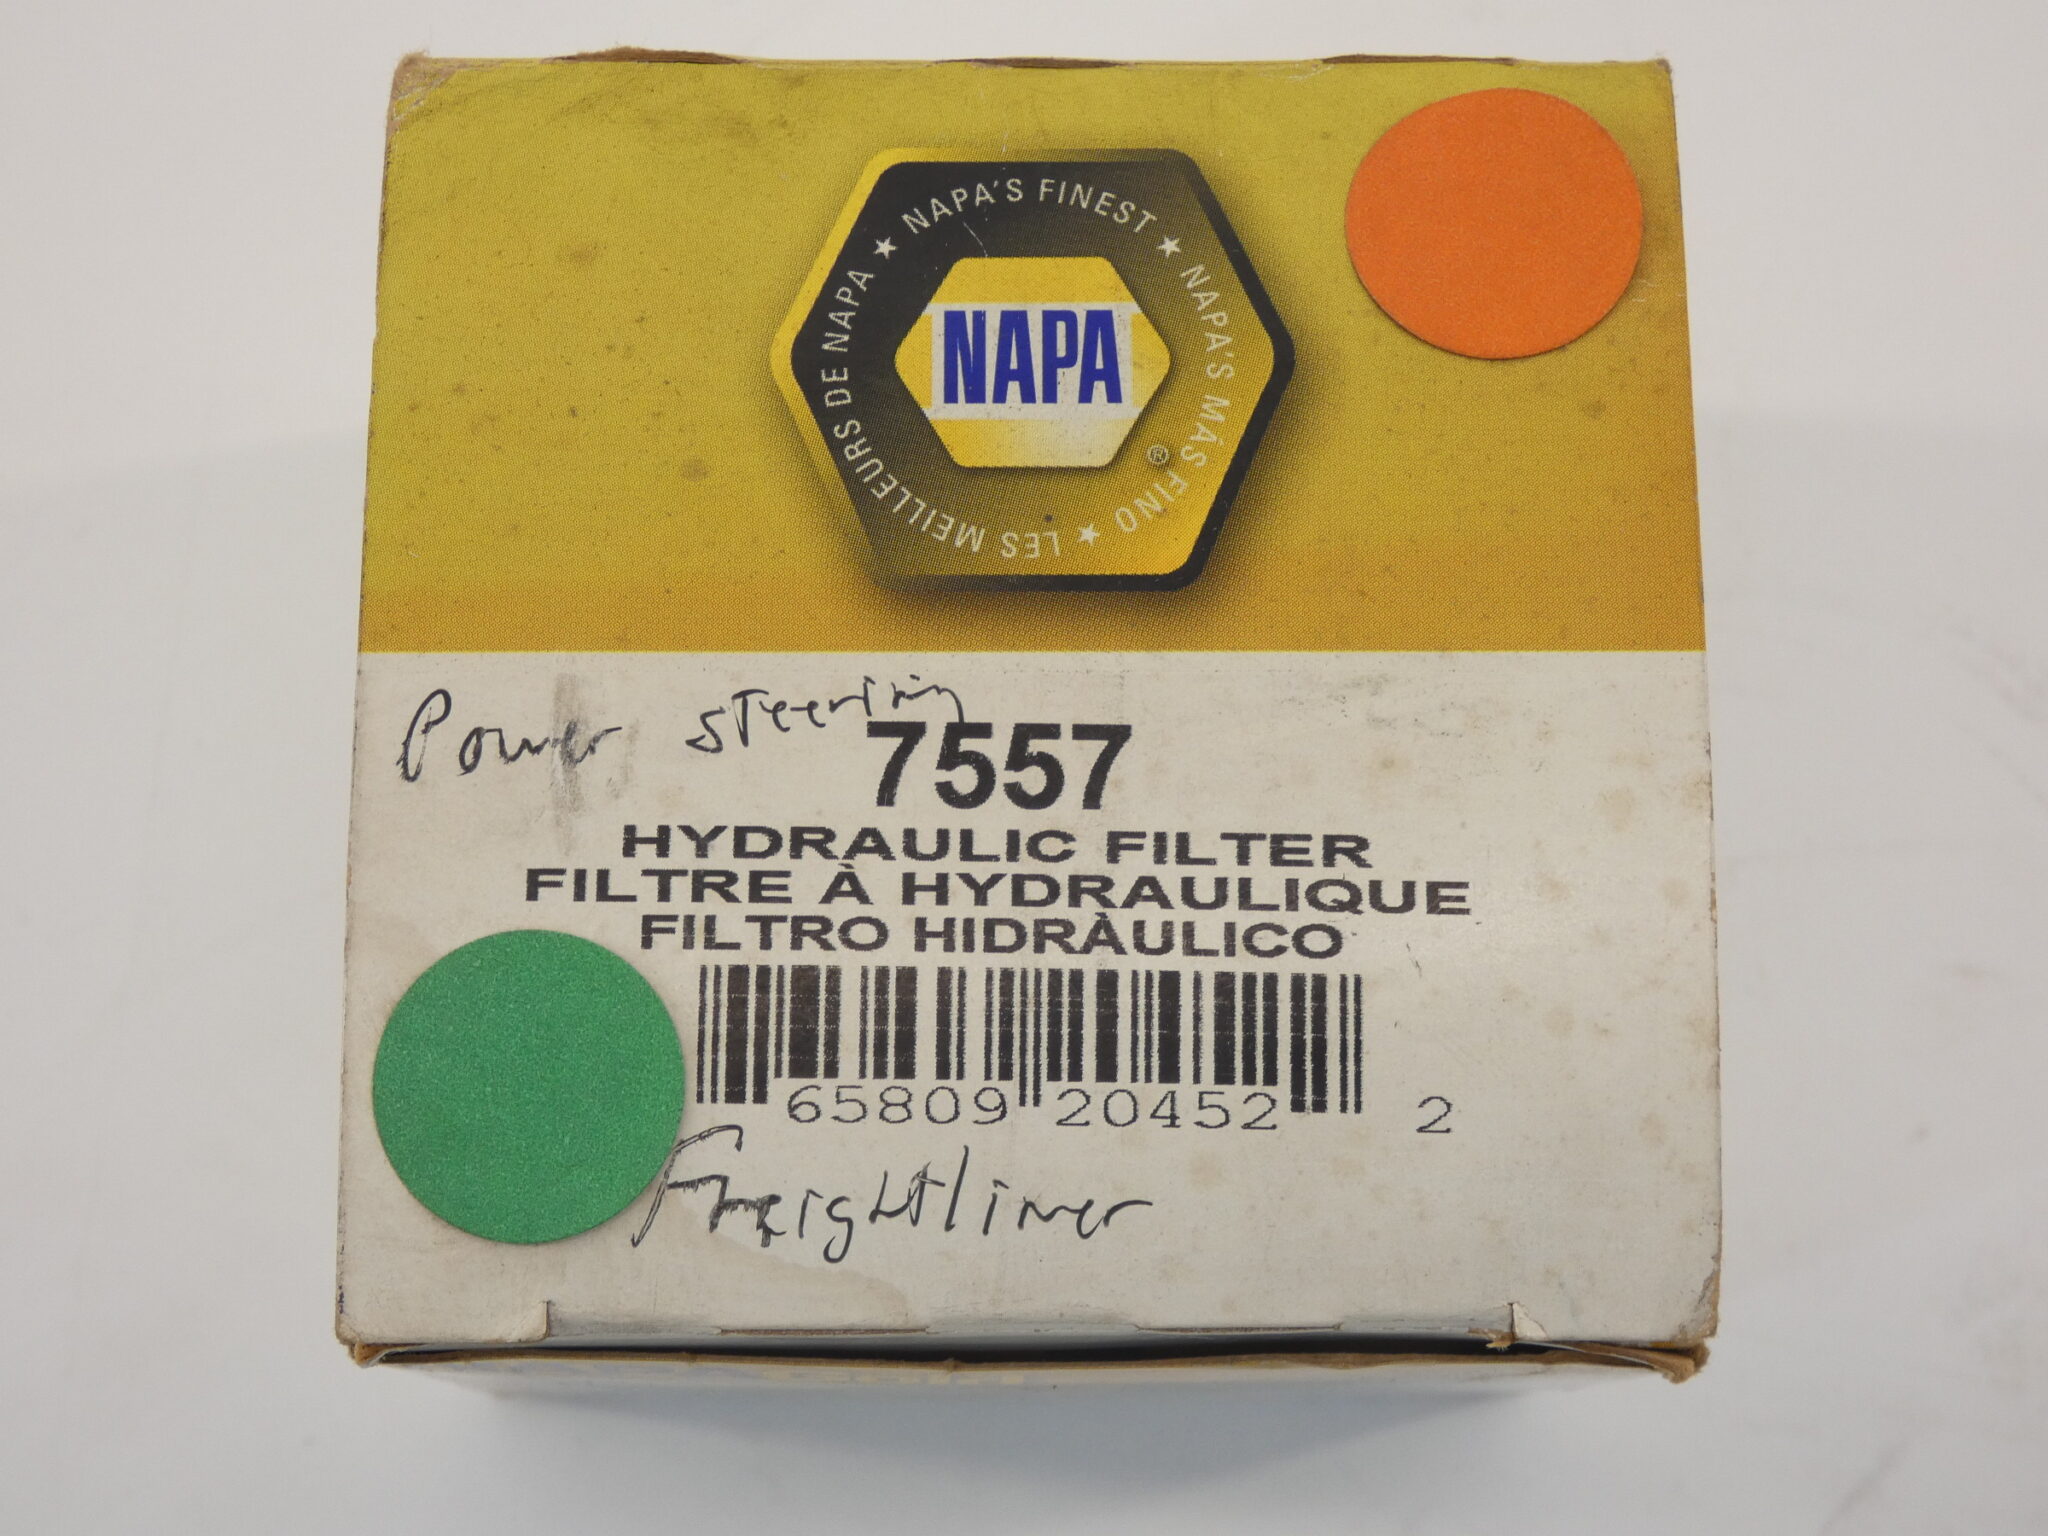 NAPA'S FINEST ★ NAPA'S MÁS FINO ★ LES MEILLEURS DE NAPA ★
NAPA
®
Power steering
7557
HYDRAULIC FILTER
FILTRE À HYDRAULIQUE
FILTRO HIDRÀULICO
65809 20452 2
Freightliner